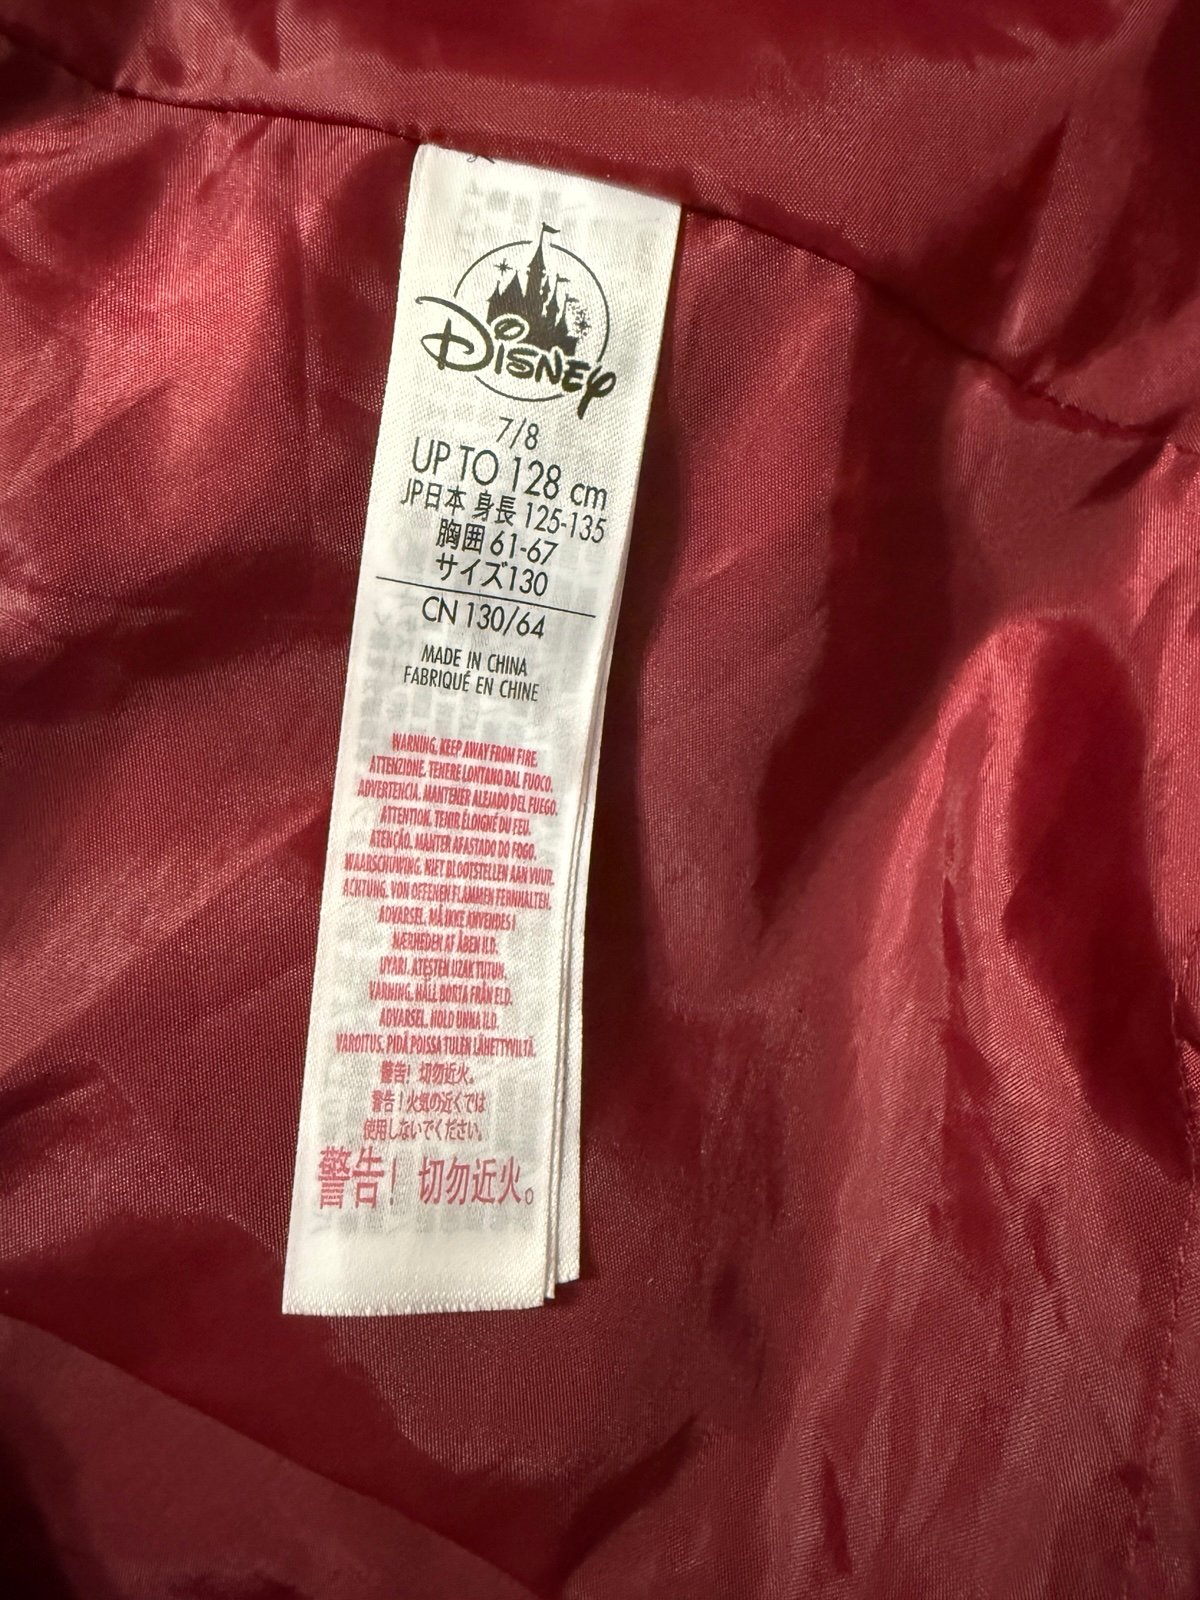 Disney
7/8
UP TO 128 cm
JP日本 身長 125-135
胸囲 61-67
サイズ130
CN 130/64
MADE IN CHINA
FABRIQUÉ EN CHINE
WARNING. KEEP AWAY FROM FIRE.
ATTENZIONE. TENERE LONTANO DAL FUOCO.
ADVERTENCIA. MANTENER ALEJADO DEL FUEGO.
ATTENTION. TENIR ÉLOIGNÉ DU FEU.
ATENÇÃO. MANTER AFASTADO DO FOGO.
WAARSCHUWING. NIET BLOOTSTELLEN AAN VUUR.
ACHTUNG. VON OFFENEN FLAMMEN FERNHALTEN.
ADVARSEL. MÅ IKKE ANVENDES I
NÆRHEDEN AF ÅBEN ILD.
UYARI. ATEŞTEN UZAK TUTUN.
VARNING. HÅLL BORTA FRÅN ELD.
ADVARSEL. HOLD UNNA ILD.
VAROITUS. PIDÄ POISSA TULEN LÄHETTYVILTÄ.
警告！切勿近火。
警告！火気の近くでは
使用しないでください。
警告！切勿近火。